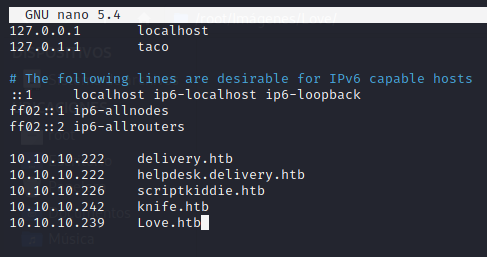 GNU nano 5.4
127.0.0.1 localhost
127.0.1.1 taco
# The following lines are desirable for IPv6 capable hosts
::1 localhost ip6-localhost ip6-loopback
ff02::1 ip6-allnodes
ff02::2 ip6-allrouters
10.10.10.222 delivery.htb
10.10.10.222 helpdesk.delivery.htb
10.10.10.226 scriptkiddie.htb
10.10.10.242 knife.htb
10.10.10.239 Love.htb